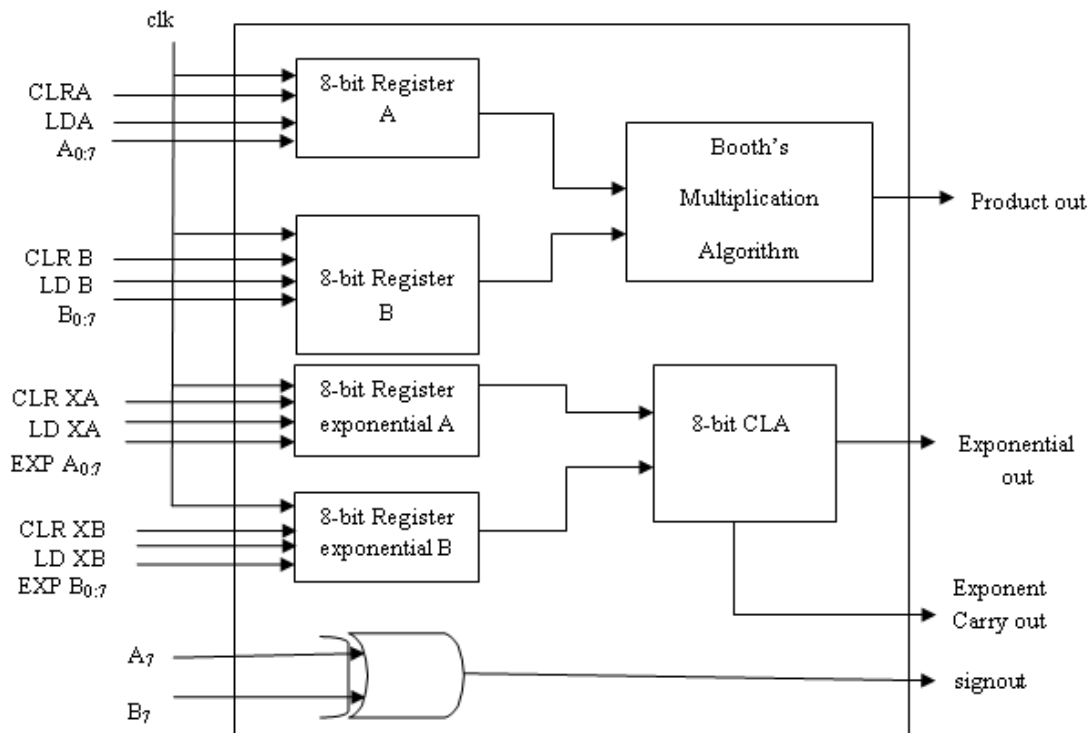 clk
CLRA
LDA
A0:7
8-bit Register
A
Booth's
Multiplication
Algorithm
Product out
CLR B
LD B
B0:7
8-bit Register
B
CLR XA
LD XA
EXP A0:7
8-bit Register
exponential A
8-bit CLA
Exponential
out
CLR XB
LD XB
EXP B0:7
8-bit Register
exponential B
Exponent
Carry out
A7
B7
signout